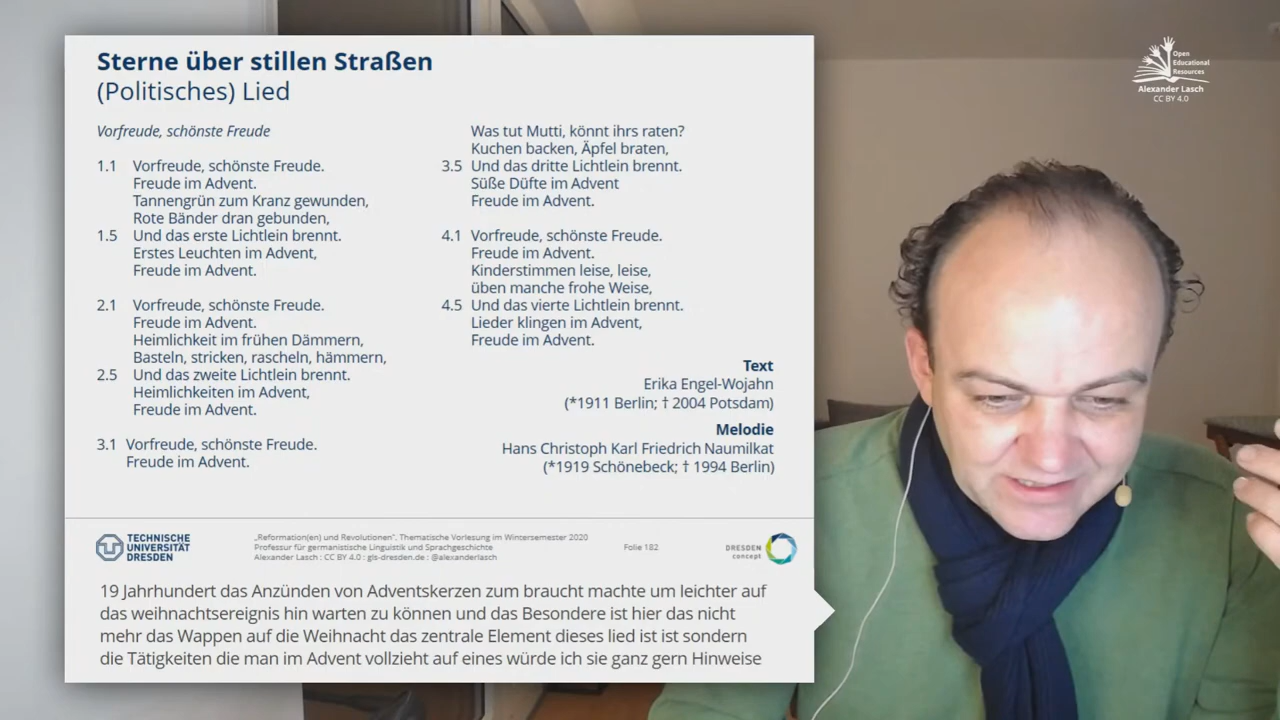 Sterne über stillen Straßen
(Politisches) Lied
Vorfreude, schönste Freude
1.1 Vorfreude, schönste Freude.
Freude im Advent.
Tannengrün zum Kranz gewunden,
Rote Bänder dran gebunden,
1.5 Und das erste Lichtlein brennt.
Erstes Leuchten im Advent,
Freude im Advent.
2.1 Vorfreude, schönste Freude.
Freude im Advent.
Heimlichkeit im frühen Dämmern,
Basteln, stricken, rascheln, hämmern,
2.5 Und das zweite Lichtlein brennt.
Heimlichkeiten im Advent,
Freude im Advent.
3.1 Vorfreude, schönste Freude.
Freude im Advent.
Was tut Mutti, könnt ihrs raten?
Kuchen backen, Äpfel braten,
3.5 Und das dritte Lichtlein brennt.
Süße Düfte im Advent
Freude im Advent.
4.1 Vorfreude, schönste Freude.
Freude im Advent.
Kinderstimmen leise, leise,
üben manche frohe Weise,
4.5 Und das vierte Lichtlein brennt.
Lieder klingen im Advent,
Freude im Advent.
Text
Erika Engel-Wojahn
(*1911 Berlin; † 2004 Potsdam)
Melodie
Hans Christoph Karl Friedrich Naumilkat
(*1919 Schönebeck; † 1994 Berlin)
TECHNISCHE
UNIVERSITÄT
DRESDEN
„Reformation(en) und Revolutionen“. Thematische Vorlesung im Wintersemester 2020
Professur für germanistische Linguistik und Sprachgeschichte
Alexander Lasch : CC BY 4.0 : gls-dresden.de : @alexanderlasch
Folie 182
DRESDEN
concept
19 Jahrhundert das Anzünden von Adventskerzen zum braucht machte um leichter auf
das weihnachtsereignis hin warten zu können und das Besondere ist hier das nicht
mehr das Wappen auf die Weihnacht das zentrale Element dieses lied ist ist sondern
die Tätigkeiten die man im Advent vollzieht auf eines würde ich sie ganz gern Hinweise
Open
Educational
Resources
Alexander Lasch
CC BY 4.0